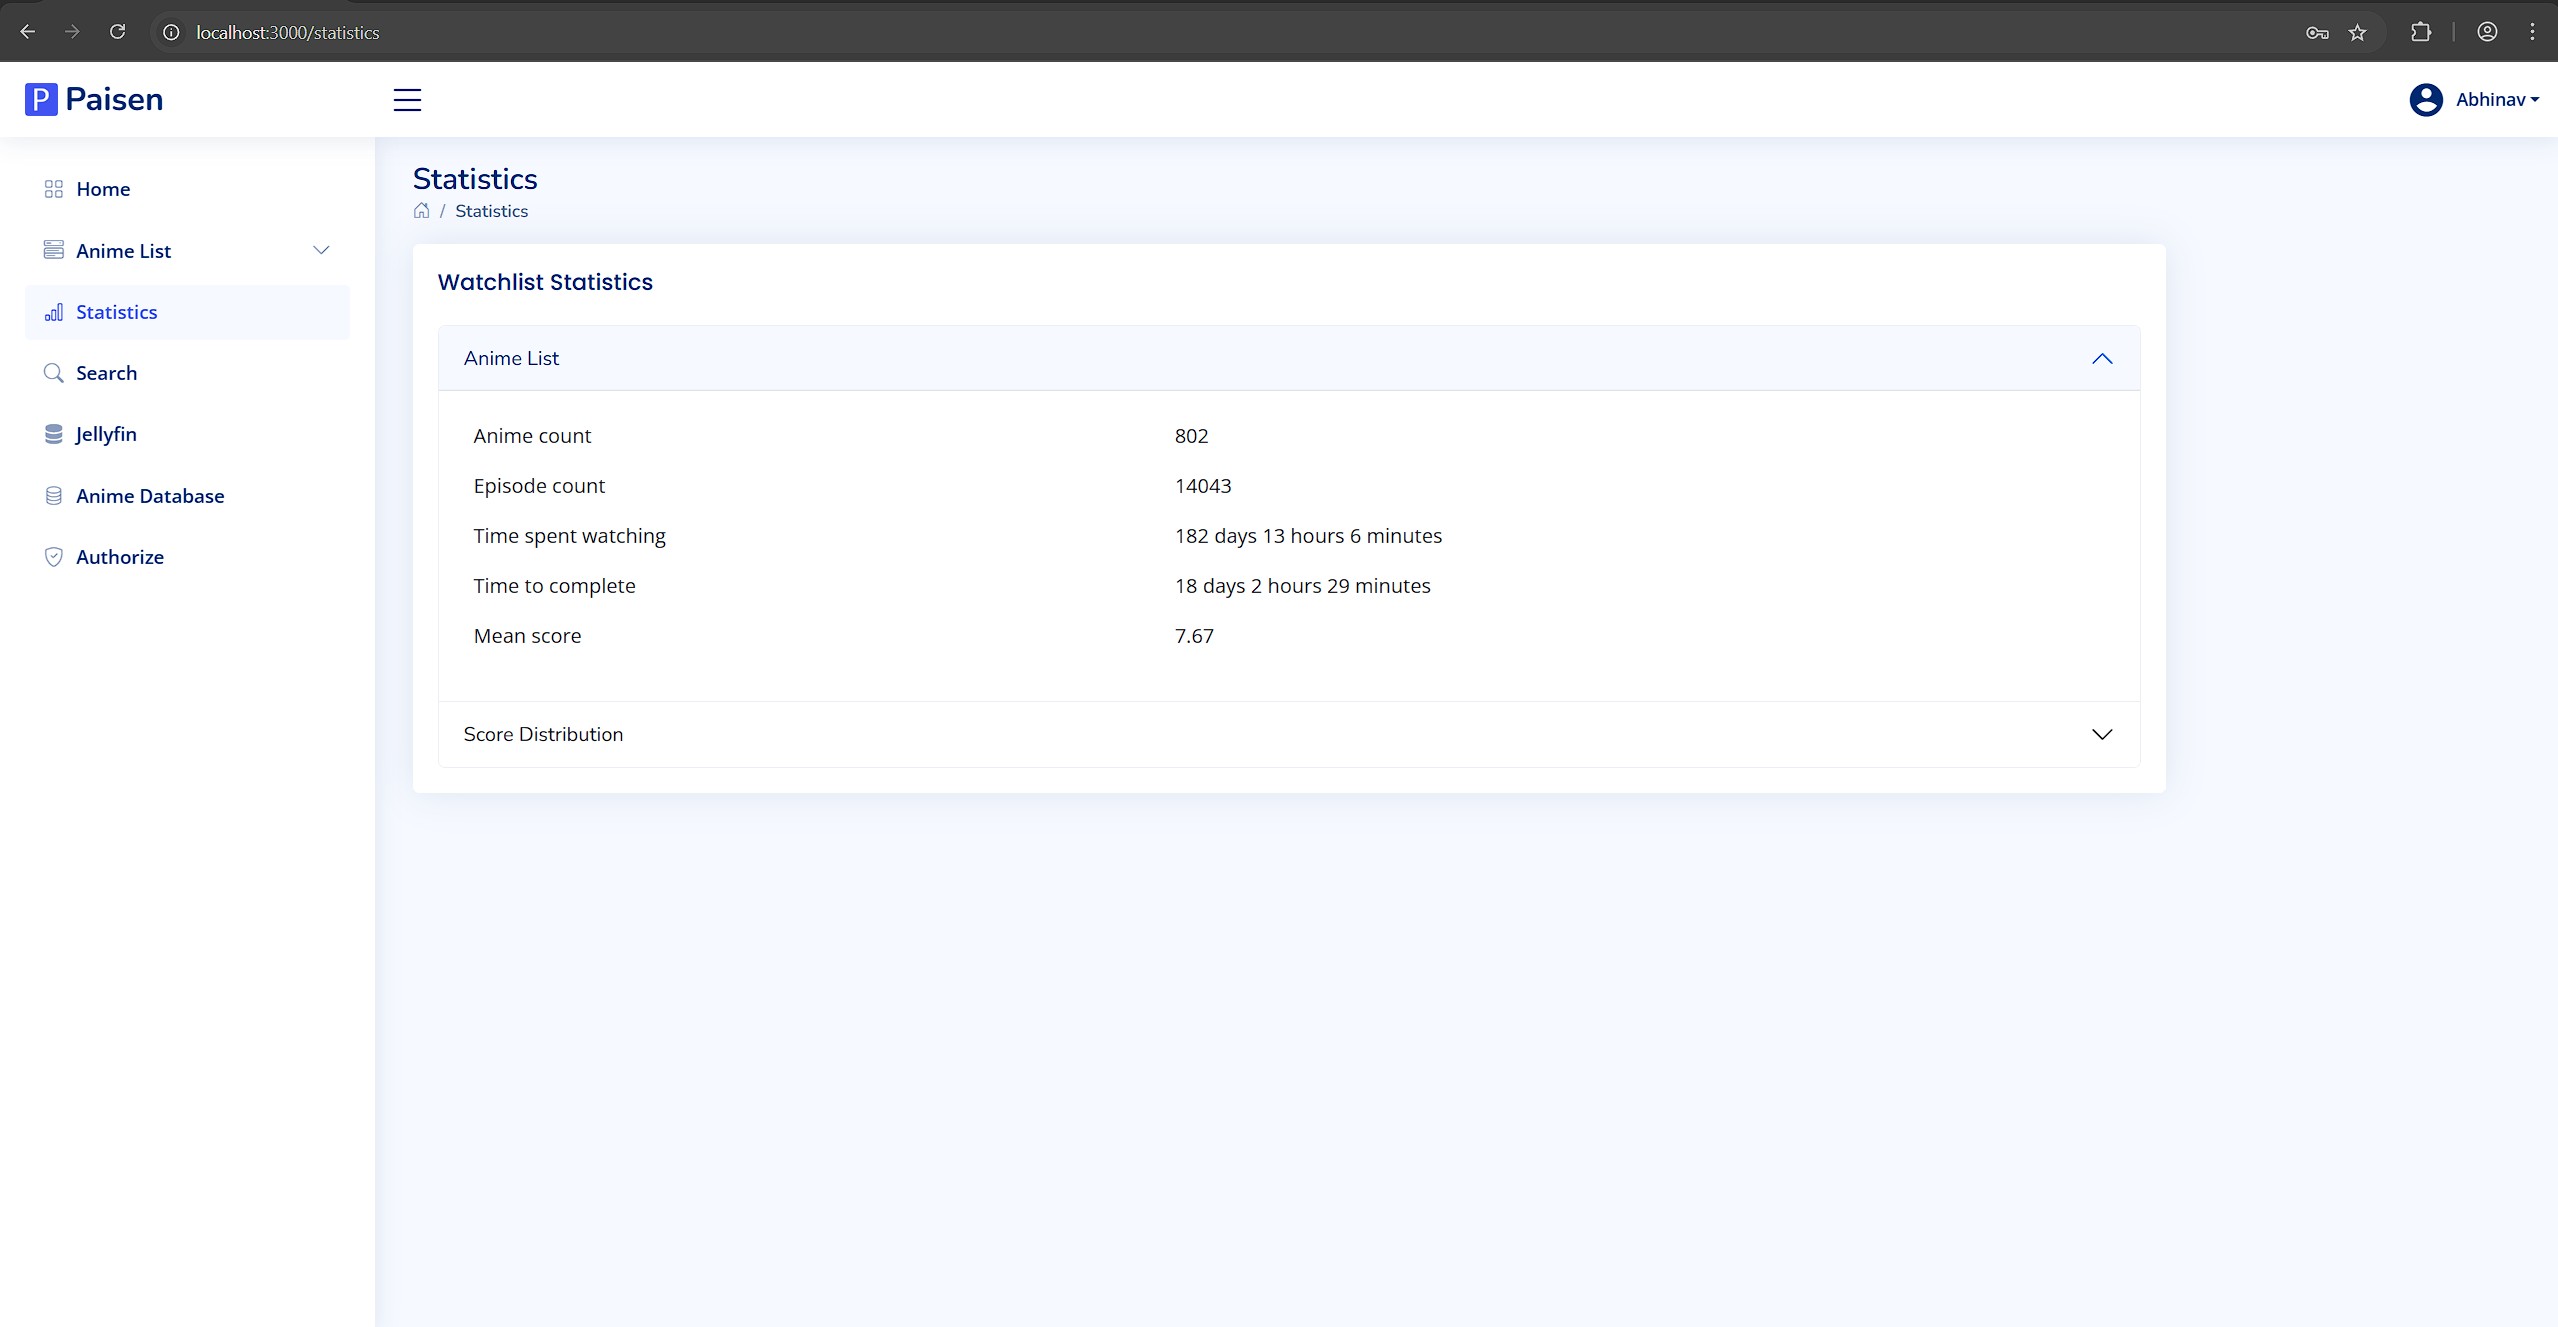 localhost:3000/statistics
P Paisen
Abhinav
Home
Anime List
Statistics
Search
Jellyfin
Anime Database
Authorize
Statistics
/ Statistics
Watchlist Statistics
Anime List
Anime count 802
Episode count 14043
Time spent watching 182 days 13 hours 6 minutes
Time to complete 18 days 2 hours 29 minutes
Mean score 7.67
Score Distribution